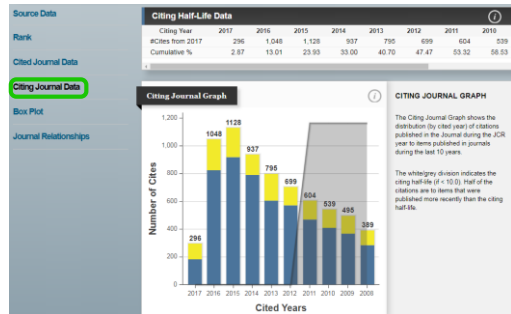 Source Data
Rank
Cited Journal Data
Citing Journal Data
Box Plot
Journal Relationships
Citing Half-Life Data
Citing Year 2017 2016 2015 2014 2013 2012 2011 2010
#Cites from 2017 296 1,048 1,128 937 795 699 604 539
Cumulative % 2.87 13.01 23.93 33.00 40.70 47.47 53.32 58.53
Citing Journal Graph
1,200
1,000
800
600
400
200
0
Number of Cites
296
1048
1128
937
795
699
604
539
495
389
2017 2016 2015 2014 2013 2012 2011 2010 2009 2008
Cited Years
CITING JOURNAL GRAPH
The Citing Journal Graph shows the
distribution (by cited year) of citations
published in the Journal during the JCR
year to items published in journals
during the last 10 years.
The white/grey division indicates the
citing half-life (if < 10.0). Half of the
citations are to items that were
published more recently than the citing
half-life.